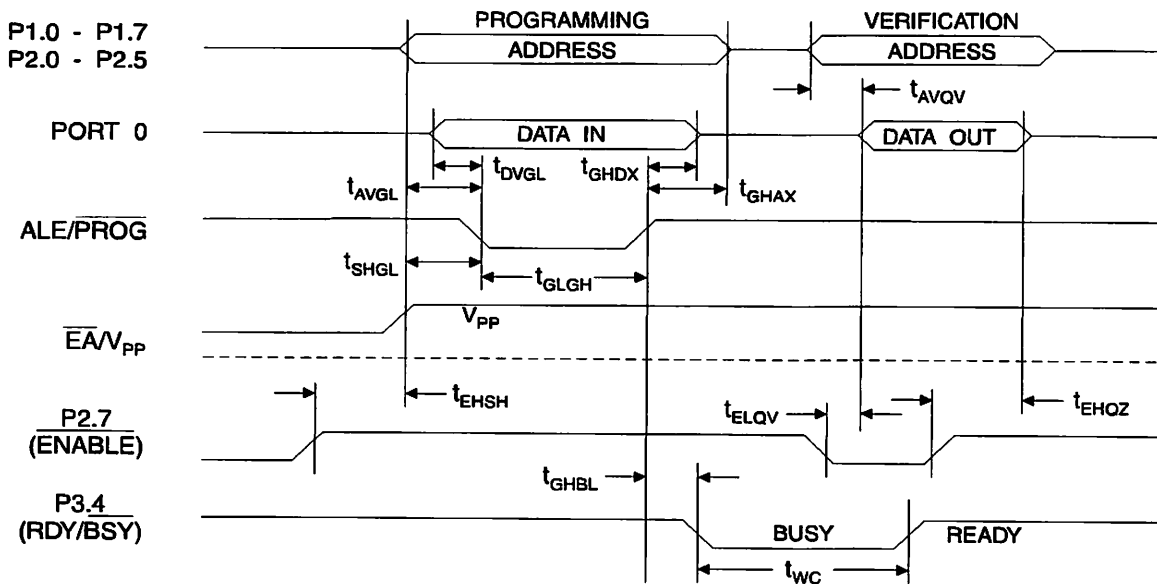 PROGRAMMING
VERIFICATION
P1.0 - P1.7
P2.0 - P2.5
ADDRESS
ADDRESS
tAVQV
PORT 0
DATA IN
DATA OUT
tDVGL
tGHDX
tAVGL
tGHAX
ALE/PROG
tSHGL
tGLGH
VPP
EA/VPP
tEHSH
tELQV
tEHQZ
P2.7
(ENABLE)
tGHBL
P3.4
(RDY/BSY)
BUSY
READY
tWC